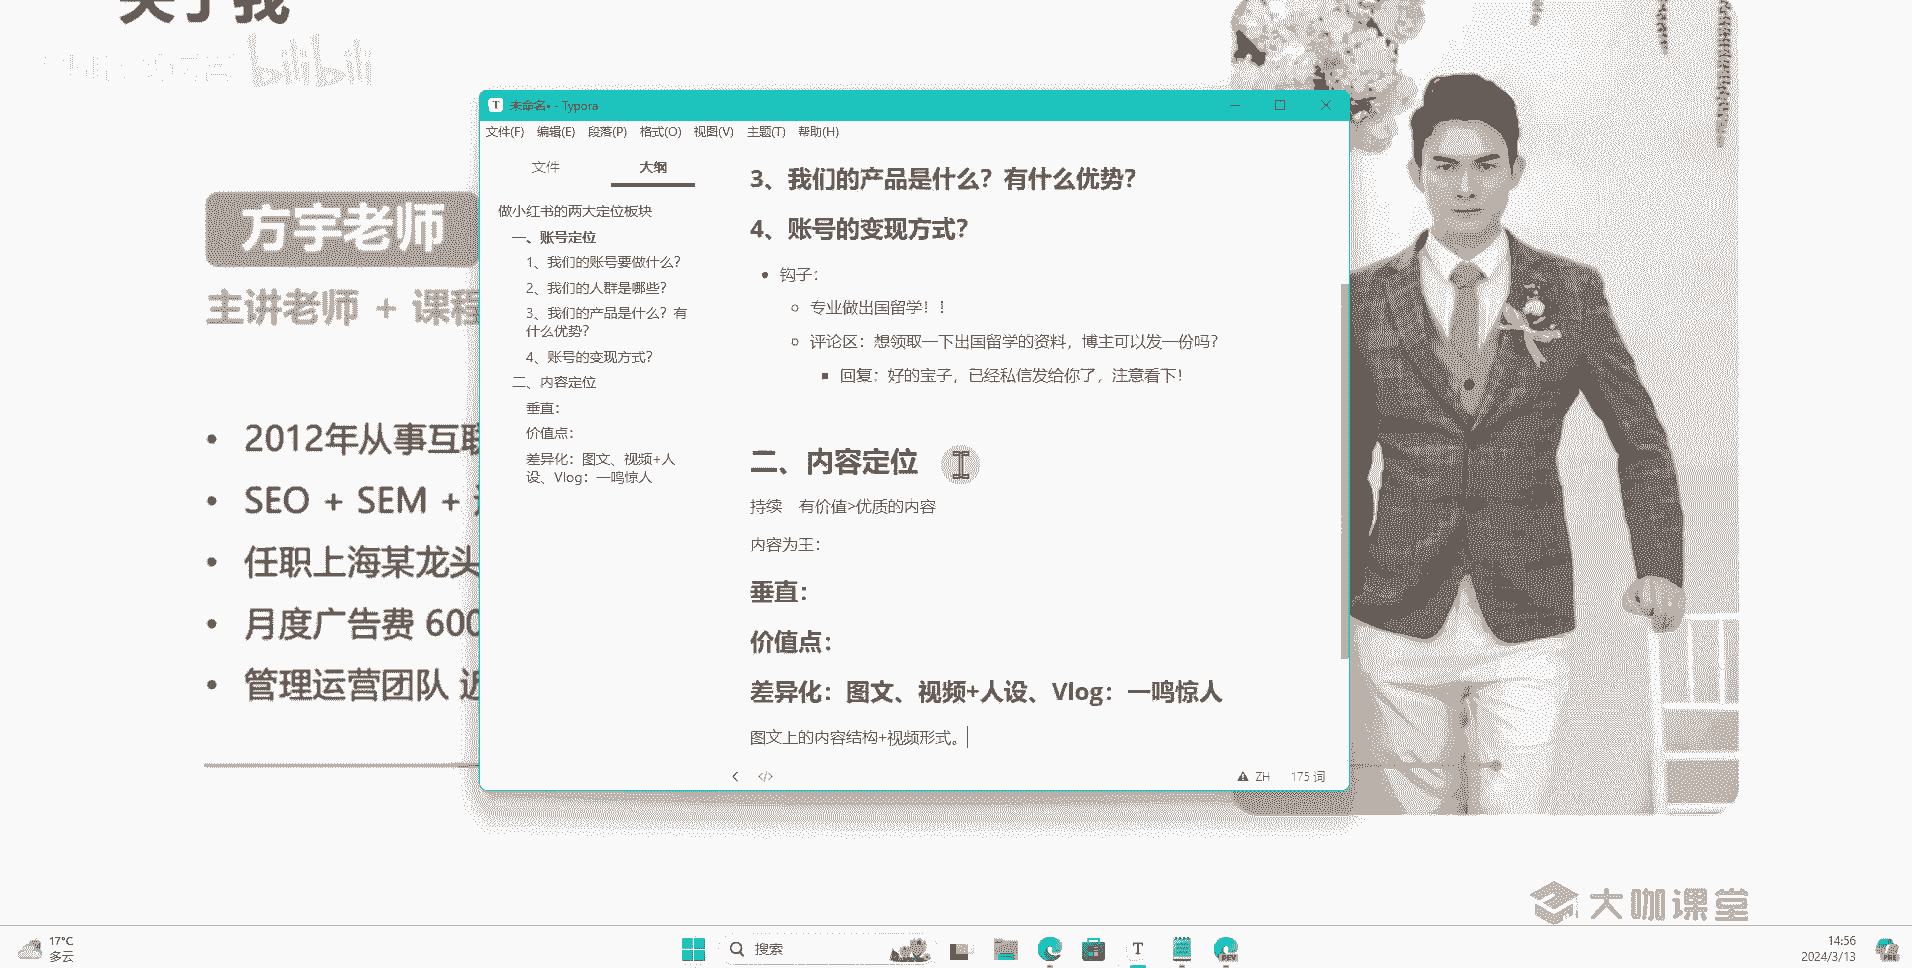 关于我
bilibili
方宇老师
主讲老师 + 课程
2012年从事互联
SEO + SEM +
任职上海某龙头
月度广告费 600
管理运营团队 近
未命名• - Typora
文件(F) 编辑(E) 段落(P) 格式(O) 视图(V) 主题(T) 帮助(H)
文件 大纲
做小红书的两大定位板块
一、账号定位
1、我们的账号要做什么？
2、我们的人群是哪些？
3、我们的产品是什么？有
什么优势？
4、账号的变现方式？
二、内容定位
垂直：
价值点：
差异化：图文、视频+人
设、Vlog：一鸣惊人
3、我们的产品是什么？有什么优势？
4、账号的变现方式？
钩子：
专业做出国留学！！
评论区：想领取一下出国留学的资料，博主可以发一份吗？
回复：好的宝子，已经私信发给你了，注意看下！
二、内容定位
持续 有价值>优质的内容
内容为王：
垂直：
价值点：
差异化：图文、视频+人设、Vlog：一鸣惊人
图文上的内容结构+视频形式。
ZH 175 词
大咖课堂
17°C
多云
搜索
14:56
2024/3/13